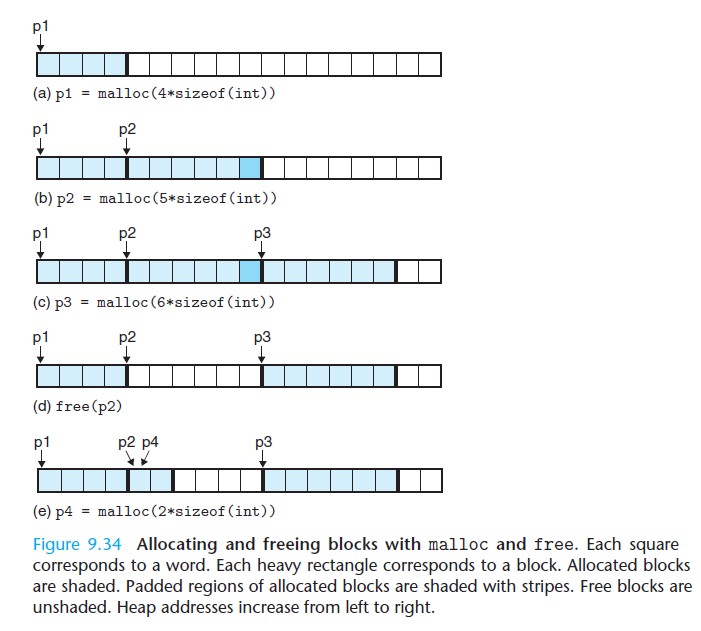 p1
(a) p1 = malloc(4*sizeof(int))
p1 p2
(b) p2 = malloc(5*sizeof(int))
p1 p2 p3
(c) p3 = malloc(6*sizeof(int))
p1 p2 p3
(d) free(p2)
p1 p2 p4 p3
(e) p4 = malloc(2*sizeof(int))
Figure 9.34 Allocating and freeing blocks with malloc and free. Each square
corresponds to a word. Each heavy rectangle corresponds to a block. Allocated blocks
are shaded. Padded regions of allocated blocks are shaded with stripes. Free blocks are
unshaded. Heap addresses increase from left to right.